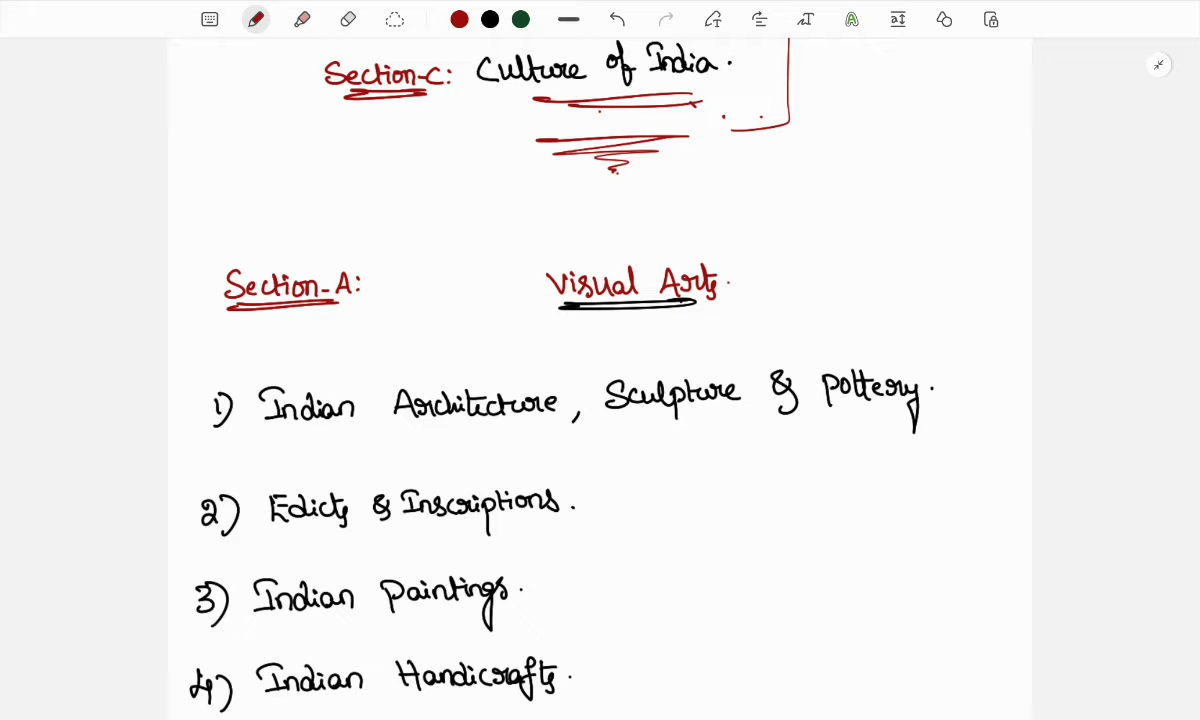 Section-C: Culture of India.
Section-A: Visual Arts.
1) Indian Architecture, Sculpture & Pottery.
2) Edicts & Inscriptions.
3) Indian Paintings.
4) Indian Handicrafts.